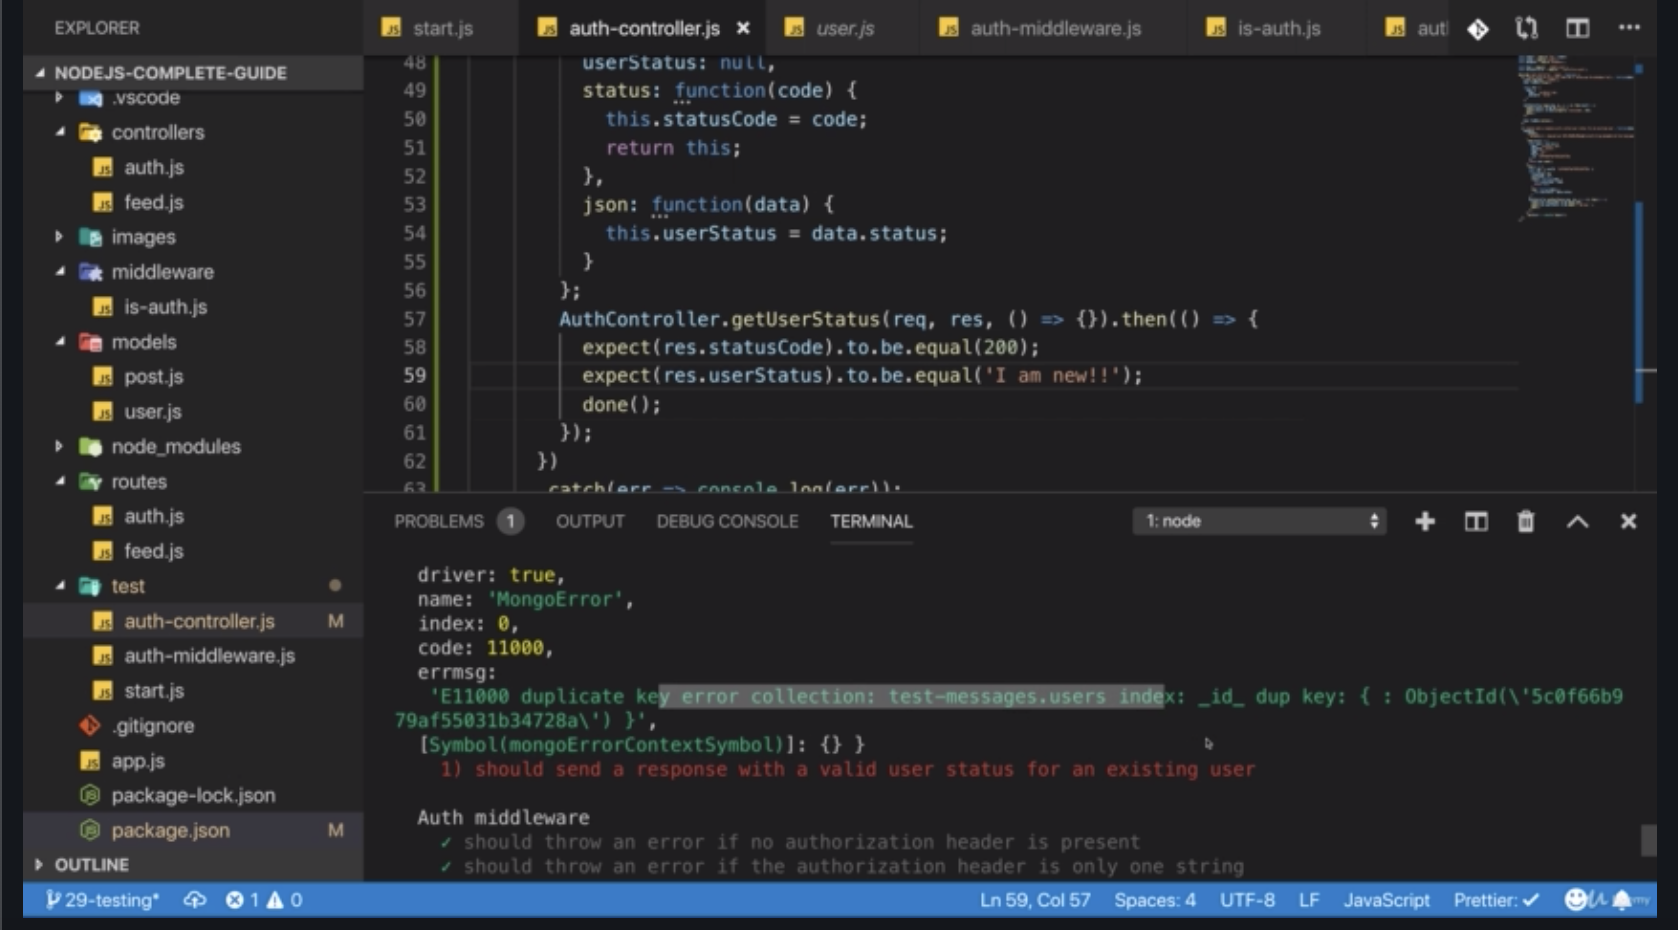 EXPLORER
start.js
auth-controller.js
user.js
auth-middleware.js
is-auth.js
aut
NODEJS-COMPLETE-GUIDE
.vscode
controllers
auth.js
feed.js
images
middleware
is-auth.js
models
post.js
user.js
node_modules
routes
auth.js
feed.js
test
auth-controller.js M
auth-middleware.js
start.js
.gitignore
app.js
package-lock.json
package.json M
OUTLINE
48 userStatus: null,
49 status: function(code) {
50 this.statusCode = code;
51 return this;
52 },
53 json: function(data) {
54 this.userStatus = data.status;
55 }
56 };
57 AuthController.getUserStatus(req, res, () => {}).then(() => {
58 expect(res.statusCode).to.be.equal(200);
59 expect(res.userStatus).to.be.equal('I am new!!');
60 done();
61 });
62 })
63 .catch(err => console.log(err));
PROBLEMS 1 OUTPUT DEBUG CONSOLE TERMINAL 1: node
driver: true,
name: 'MongoError',
index: 0,
code: 11000,
errmsg:
'E11000 duplicate key error collection: test-messages.users index: _id_ dup key: { : ObjectId(\'5c0f66b9
79af55031b34728a\') }',
[Symbol(mongoErrorContextSymbol)]: {} }
1) should send a response with a valid user status for an existing user
Auth middleware
✓ should throw an error if no authorization header is present
✓ should throw an error if the authorization header is only one string
29-testing* 1 0 Ln 59, Col 57 Spaces: 4 UTF-8 LF JavaScript Prettier: ✓